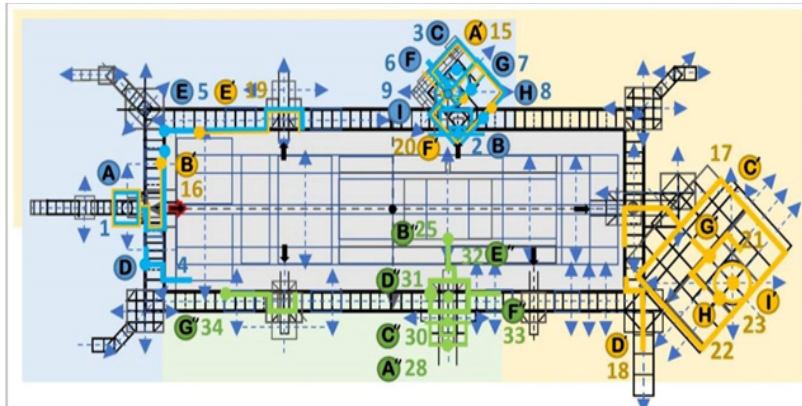 3 C A' 15
F 6 G 7
9 H 8
E 5 E' 19
I
20 F' 2 B
A B'
16
1
17 C'
B'' 25 G' 21
32 E''
D 4 D'' 31
H' 23 I'
G'' 34 F'' 33
C'' 30 D' 22
A'' 28 18